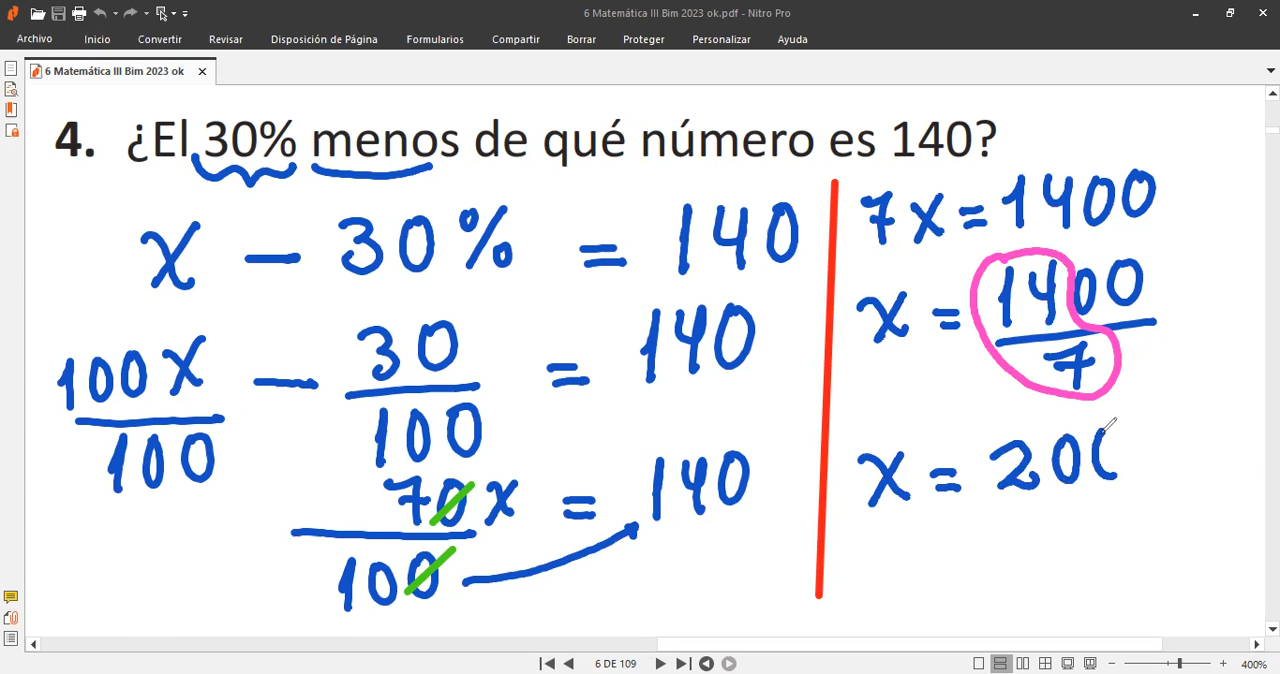 6 Matemática III Bim 2023 ok.pdf - Nitro Pro
Archivo Inicio Convertir Revisar Disposición de Página Formularios Compartir Borrar Proteger Personalizar Ayuda
6 Matemática III Bim 2023 ok
4. ¿El 30% menos de qué número es 140?
x - 30% = 140
100x/100 - 30/100 = 140
70x/100 = 140
7x = 1400
x = 1400/7
x = 200
6 DE 109
400%